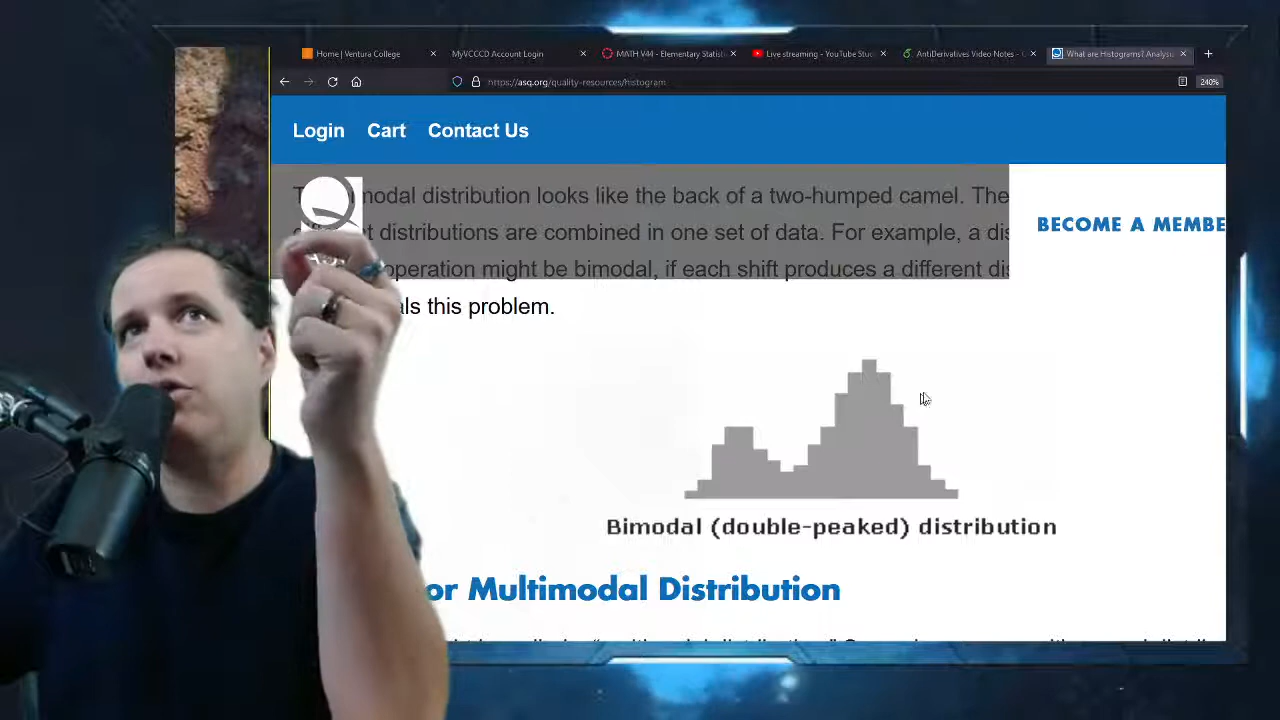 Home | Ventura College
MyVCCCD Account Login
MATH V44 - Elementary Statisti
Live streaming - YouTube Stud
AntiDerivatives Video Notes - G
What are Histograms? Analysis
https://asq.org/quality-resources/histogram
240%
Login Cart Contact Us
modal distribution looks like the back of a two-humped camel. The
distributions are combined in one set of data. For example, a dis
operation might be bimodal, if each shift produces a different dis
als this problem.
BECOME A MEMBE
Bimodal (double-peaked) distribution
or Multimodal Distribution